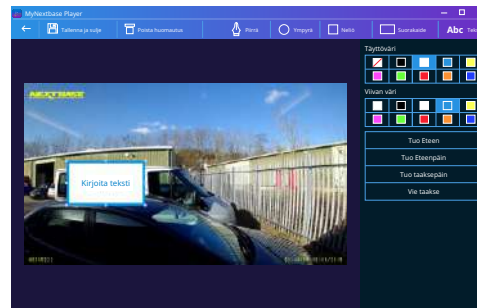 MyNextbase Player
Tallenna ja sulje
Poista huomautus
Piirrä
Ympyrä
Neliö
Suorakaide
Abc
Täyttöväri
NEXTBASE
Kirjoita teksti
Viivan väri
Tuo Eteen
Tuo Eteenpäin
Tuo taaksepäin
Vie taakse